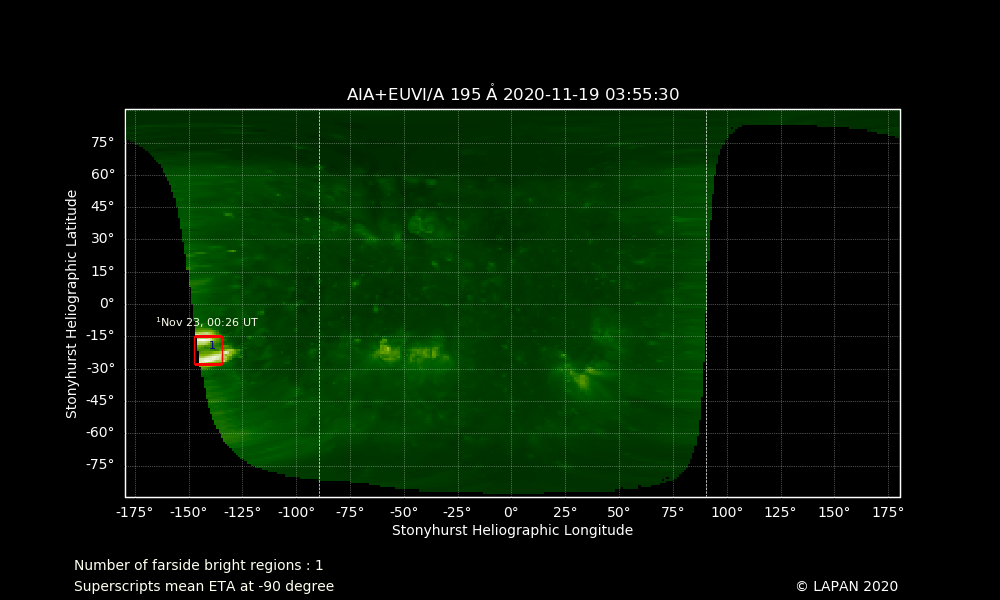 AIA+EUVI/A 195 Å 2020-11-19 03:55:30
Stonyhurst Heliographic Latitude
75°
60°
45°
30°
15°
0°
-15°
-30°
-45°
-60°
-75°
¹Nov 23, 00:26 UT
1
-175° -150° -125° -100° -75° -50° -25° 0° 25° 50° 75° 100° 125° 150° 175°
Stonyhurst Heliographic Longitude
Number of farside bright regions : 1
Superscripts mean ETA at -90 degree
© LAPAN 2020